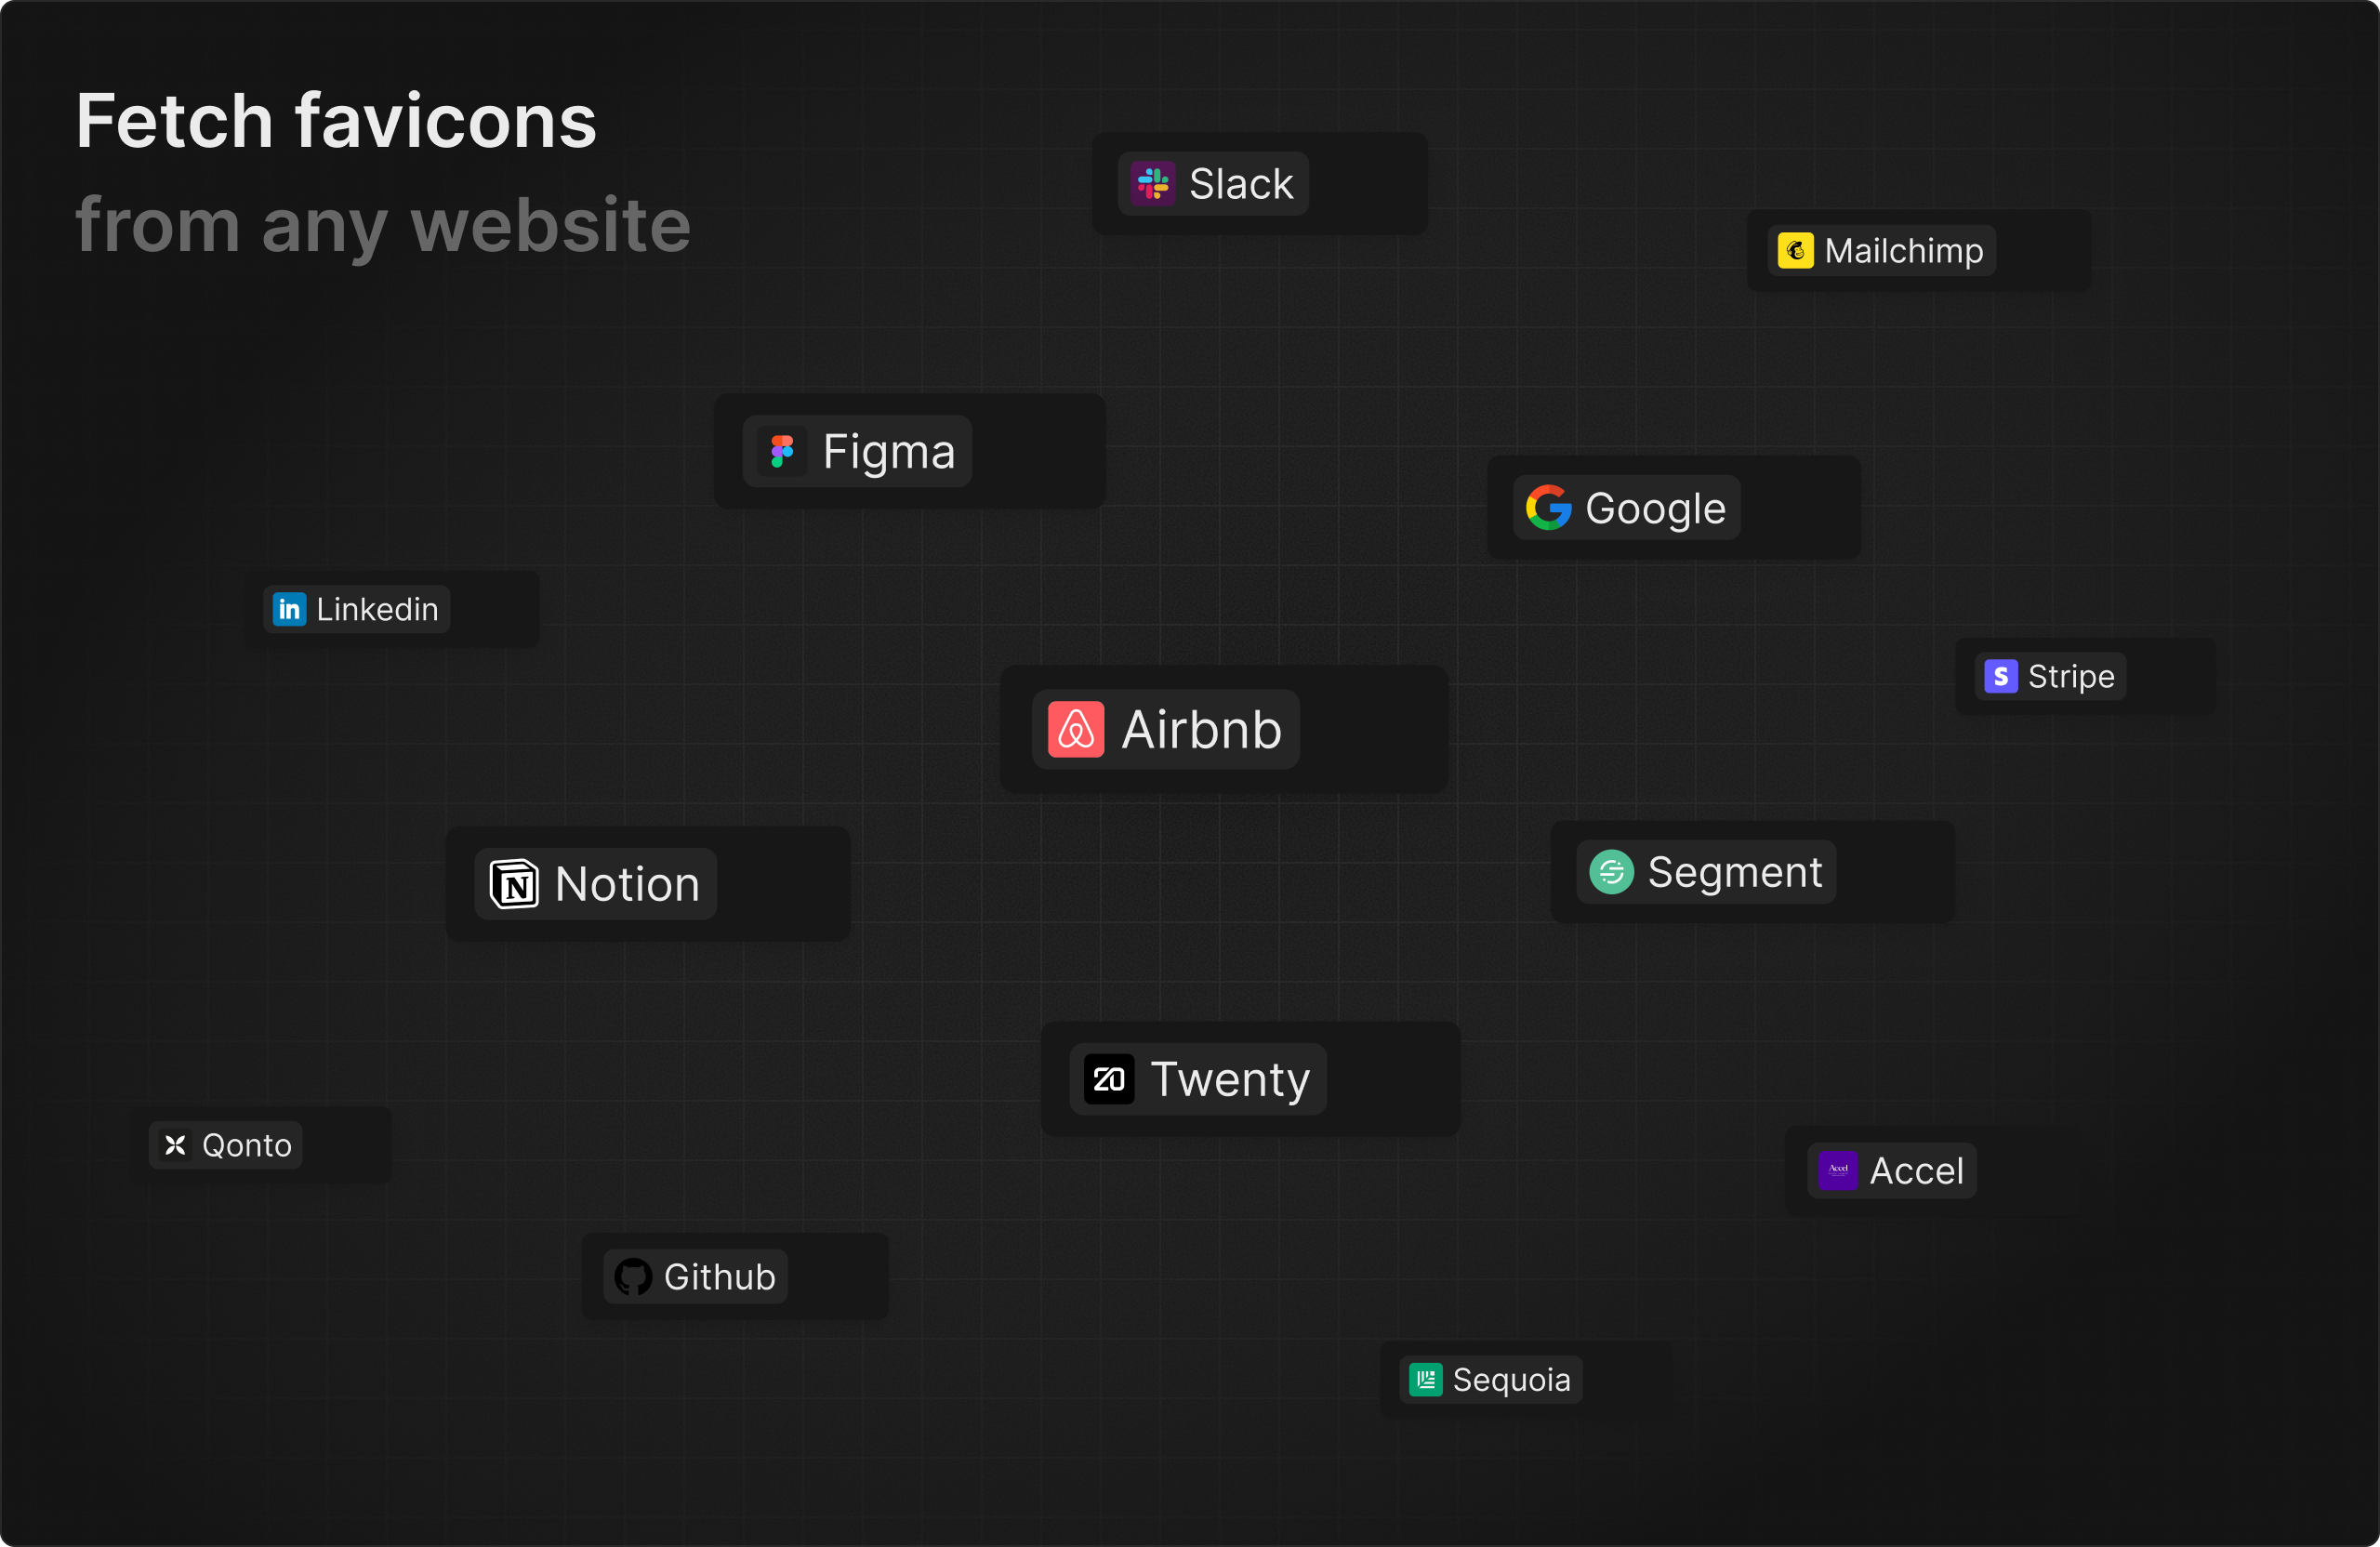 Fetch favicons
from any website
Slack
Mailchimp
Figma
Google
Linkedin
Stripe
Airbnb
Notion
Segment
Twenty
Qonto
Accel
Accel
Github
Sequoia